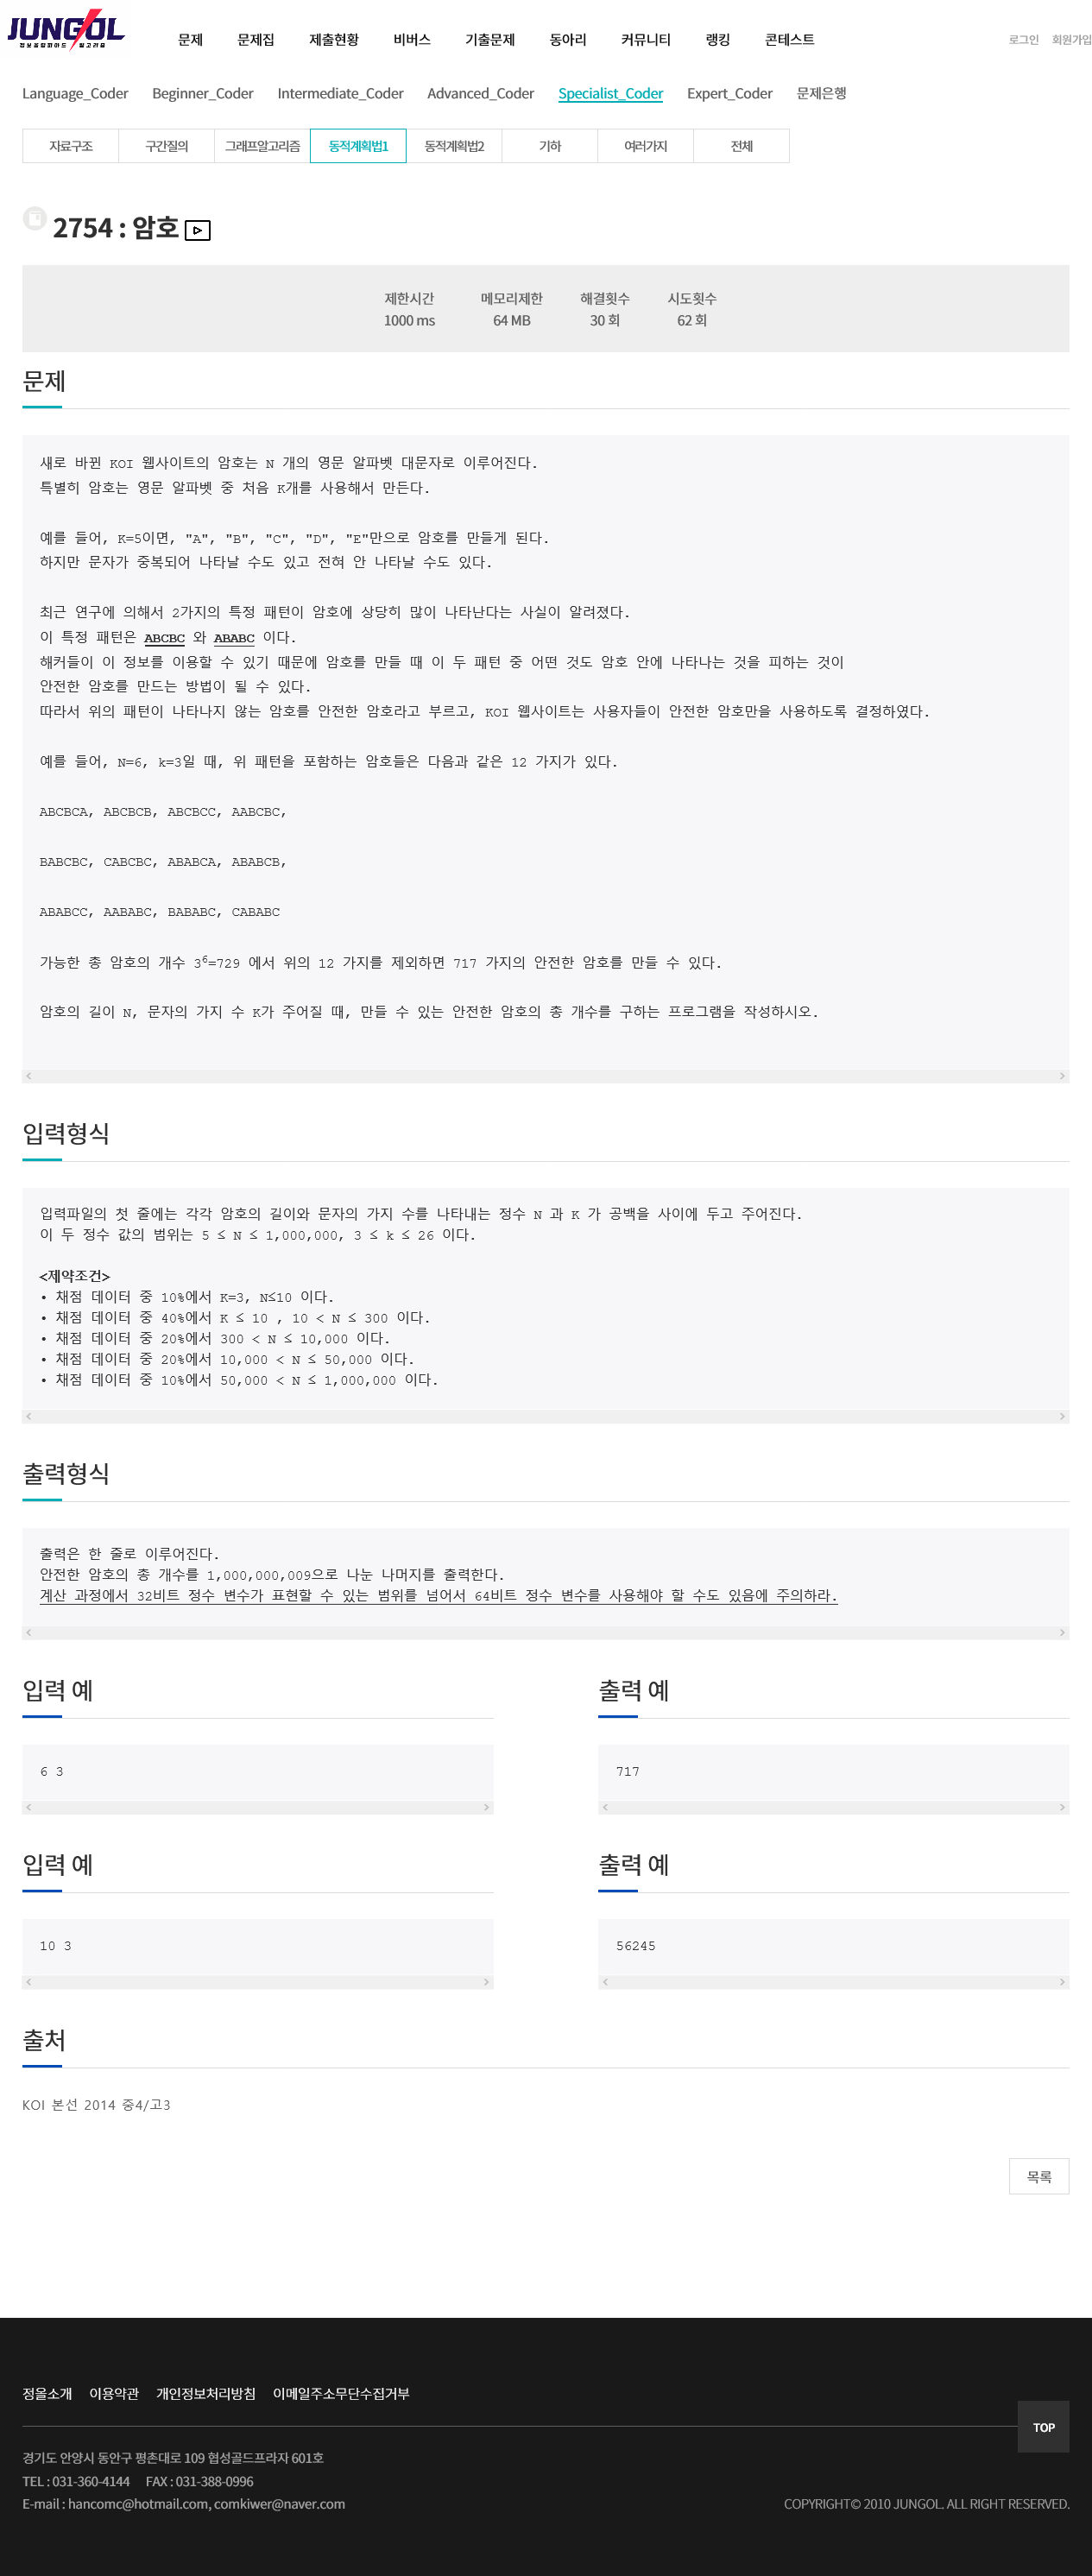 JUNGOL
정보올림피아드 알고리즘
문제 문제집 제출현황 비버스 기출문제 동아리 커뮤니티 랭킹 콘테스트
로그인 회원가입
Language_Coder Beginner_Coder Intermediate_Coder Advanced_Coder Specialist_Coder Expert_Coder 문제은행
자료구조 구간질의 그래프알고리즘 동적계획법1 동적계획법2 기하 여러가지 전체
2754 : 암호
제한시간 메모리제한 해결횟수 시도횟수
1000 ms 64 MB 30 회 62 회
문제
새로 바뀐 KOI 웹사이트의 암호는 N 개의 영문 알파벳 대문자로 이루어진다.
특별히 암호는 영문 알파벳 중 처음 K개를 사용해서 만든다.
예를 들어, K=5이면, "A", "B", "C", "D", "E"만으로 암호를 만들게 된다.
하지만 문자가 중복되어 나타날 수도 있고 전혀 안 나타날 수도 있다.
최근 연구에 의해서 2가지의 특정 패턴이 암호에 상당히 많이 나타난다는 사실이 알려졌다.
이 특정 패턴은 ABCBC 와 ABABC 이다.
해커들이 이 정보를 이용할 수 있기 때문에 암호를 만들 때 이 두 패턴 중 어떤 것도 암호 안에 나타나는 것을 피하는 것이
안전한 암호를 만드는 방법이 될 수 있다.
따라서 위의 패턴이 나타나지 않는 암호를 안전한 암호라고 부르고, KOI 웹사이트는 사용자들이 안전한 암호만을 사용하도록 결정하였다.
예를 들어, N=6, k=3일 때, 위 패턴을 포함하는 암호들은 다음과 같은 12 가지가 있다.
ABCBCA, ABCBCB, ABCBCC, AABCBC,
BABCBC, CABCBC, ABABCA, ABABCB,
ABABCC, AABABC, BABABC, CABABC
가능한 총 암호의 개수 3⁶=729 에서 위의 12 가지를 제외하면 717 가지의 안전한 암호를 만들 수 있다.
암호의 길이 N, 문자의 가지 수 K가 주어질 때, 만들 수 있는 안전한 암호의 총 개수를 구하는 프로그램을 작성하시오.
입력형식
입력파일의 첫 줄에는 각각 암호의 길이와 문자의 가지 수를 나타내는 정수 N 과 K 가 공백을 사이에 두고 주어진다.
이 두 정수 값의 범위는 5 ≤ N ≤ 1,000,000, 3 ≤ k ≤ 26 이다.
<제약조건>
• 채점 데이터 중 10%에서 K=3, N≤10 이다.
• 채점 데이터 중 40%에서 K ≤ 10 , 10 < N ≤ 300 이다.
• 채점 데이터 중 20%에서 300 < N ≤ 10,000 이다.
• 채점 데이터 중 20%에서 10,000 < N ≤ 50,000 이다.
• 채점 데이터 중 10%에서 50,000 < N ≤ 1,000,000 이다.
출력형식
출력은 한 줄로 이루어진다.
안전한 암호의 총 개수를 1,000,000,009으로 나눈 나머지를 출력한다.
계산 과정에서 32비트 정수 변수가 표현할 수 있는 범위를 넘어서 64비트 정수 변수를 사용해야 할 수도 있음에 주의하라.
입력 예 출력 예
6 3 717
입력 예 출력 예
10 3 56245
출처
KOI 본선 2014 중4/고3
목록
정올소개 이용약관 개인정보처리방침 이메일주소무단수집거부
TOP
경기도 안양시 동안구 평촌대로 109 협성골드프라자 601호
TEL : 031-360-4144 FAX : 031-388-0996
E-mail : hancomc@hotmail.com, comkiwer@naver.com
COPYRIGHT© 2010 JUNGOL. ALL RIGHT RESERVED.